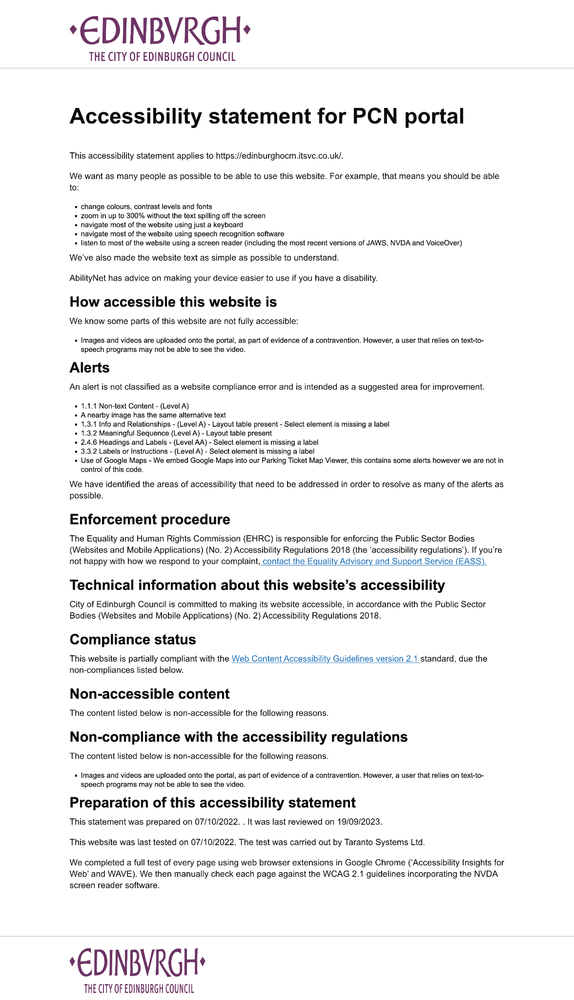 EDINBVRGH
THE CITY OF EDINBURGH COUNCIL
Accessibility statement for PCN portal
This accessibility statement applies to https://edinburghocm.itsvc.co.uk/.
We want as many people as possible to be able to use this website. For example, that means you should be able
to:
• change colours, contrast levels and fonts
• zoom in up to 300% without the text spilling off the screen
• navigate most of the website using just a keyboard
• navigate most of the website using speech recognition software
• listen to most of the website using a screen reader (including the most recent versions of JAWS, NVDA and VoiceOver)
We’ve also made the website text as simple as possible to understand.
AbilityNet has advice on making your device easier to use if you have a disability.
How accessible this website is
We know some parts of this website are not fully accessible:
• Images and videos are uploaded onto the portal, as part of evidence of a contravention. However, a user that relies on text-to-
speech programs may not be able to see the video.
Alerts
An alert is not classified as a website compliance error and is intended as a suggested area for improvement.
• 1.1.1 Non-text Content - (Level A)
• A nearby image has the same alternative text
• 1.3.1 Info and Relationships - (Level A) - Layout table present - Select element is missing a label
• 1.3.2 Meaningful Sequence (Level A) - Layout table present
• 2.4.6 Headings and Labels - (Level AA) - Select element is missing a label
• 3.3.2 Labels or Instructions - (Level A) - Select element is missing a label
• Use of Google Maps - We embed Google Maps into our Parking Ticket Map Viewer, this contains some alerts however we are not in
control of this code.
We have identified the areas of accessibility that need to be addressed in order to resolve as many of the alerts as
possible.
Enforcement procedure
The Equality and Human Rights Commission (EHRC) is responsible for enforcing the Public Sector Bodies
(Websites and Mobile Applications) (No. 2) Accessibility Regulations 2018 (the ‘accessibility regulations’). If you’re
not happy with how we respond to your complaint, contact the Equality Advisory and Support Service (EASS).
Technical information about this website’s accessibility
City of Edinburgh Council is committed to making its website accessible, in accordance with the Public Sector
Bodies (Websites and Mobile Applications) (No. 2) Accessibility Regulations 2018.
Compliance status
This website is partially compliant with the Web Content Accessibility Guidelines version 2.1 standard, due the
non-compliances listed below.
Non-accessible content
The content listed below is non-accessible for the following reasons.
Non-compliance with the accessibility regulations
The content listed below is non-accessible for the following reasons.
• Images and videos are uploaded onto the portal, as part of evidence of a contravention. However, a user that relies on text-to-
speech programs may not be able to see the video.
Preparation of this accessibility statement
This statement was prepared on 07/10/2022. . It was last reviewed on 19/09/2023.
This website was last tested on 07/10/2022. The test was carried out by Taranto Systems Ltd.
We completed a full test of every page using web browser extensions in Google Chrome (‘Accessibility Insights for
Web’ and WAVE). We then manually check each page against the WCAG 2.1 guidelines incorporating the NVDA
screen reader software.
EDINBVRGH
THE CITY OF EDINBURGH COUNCIL